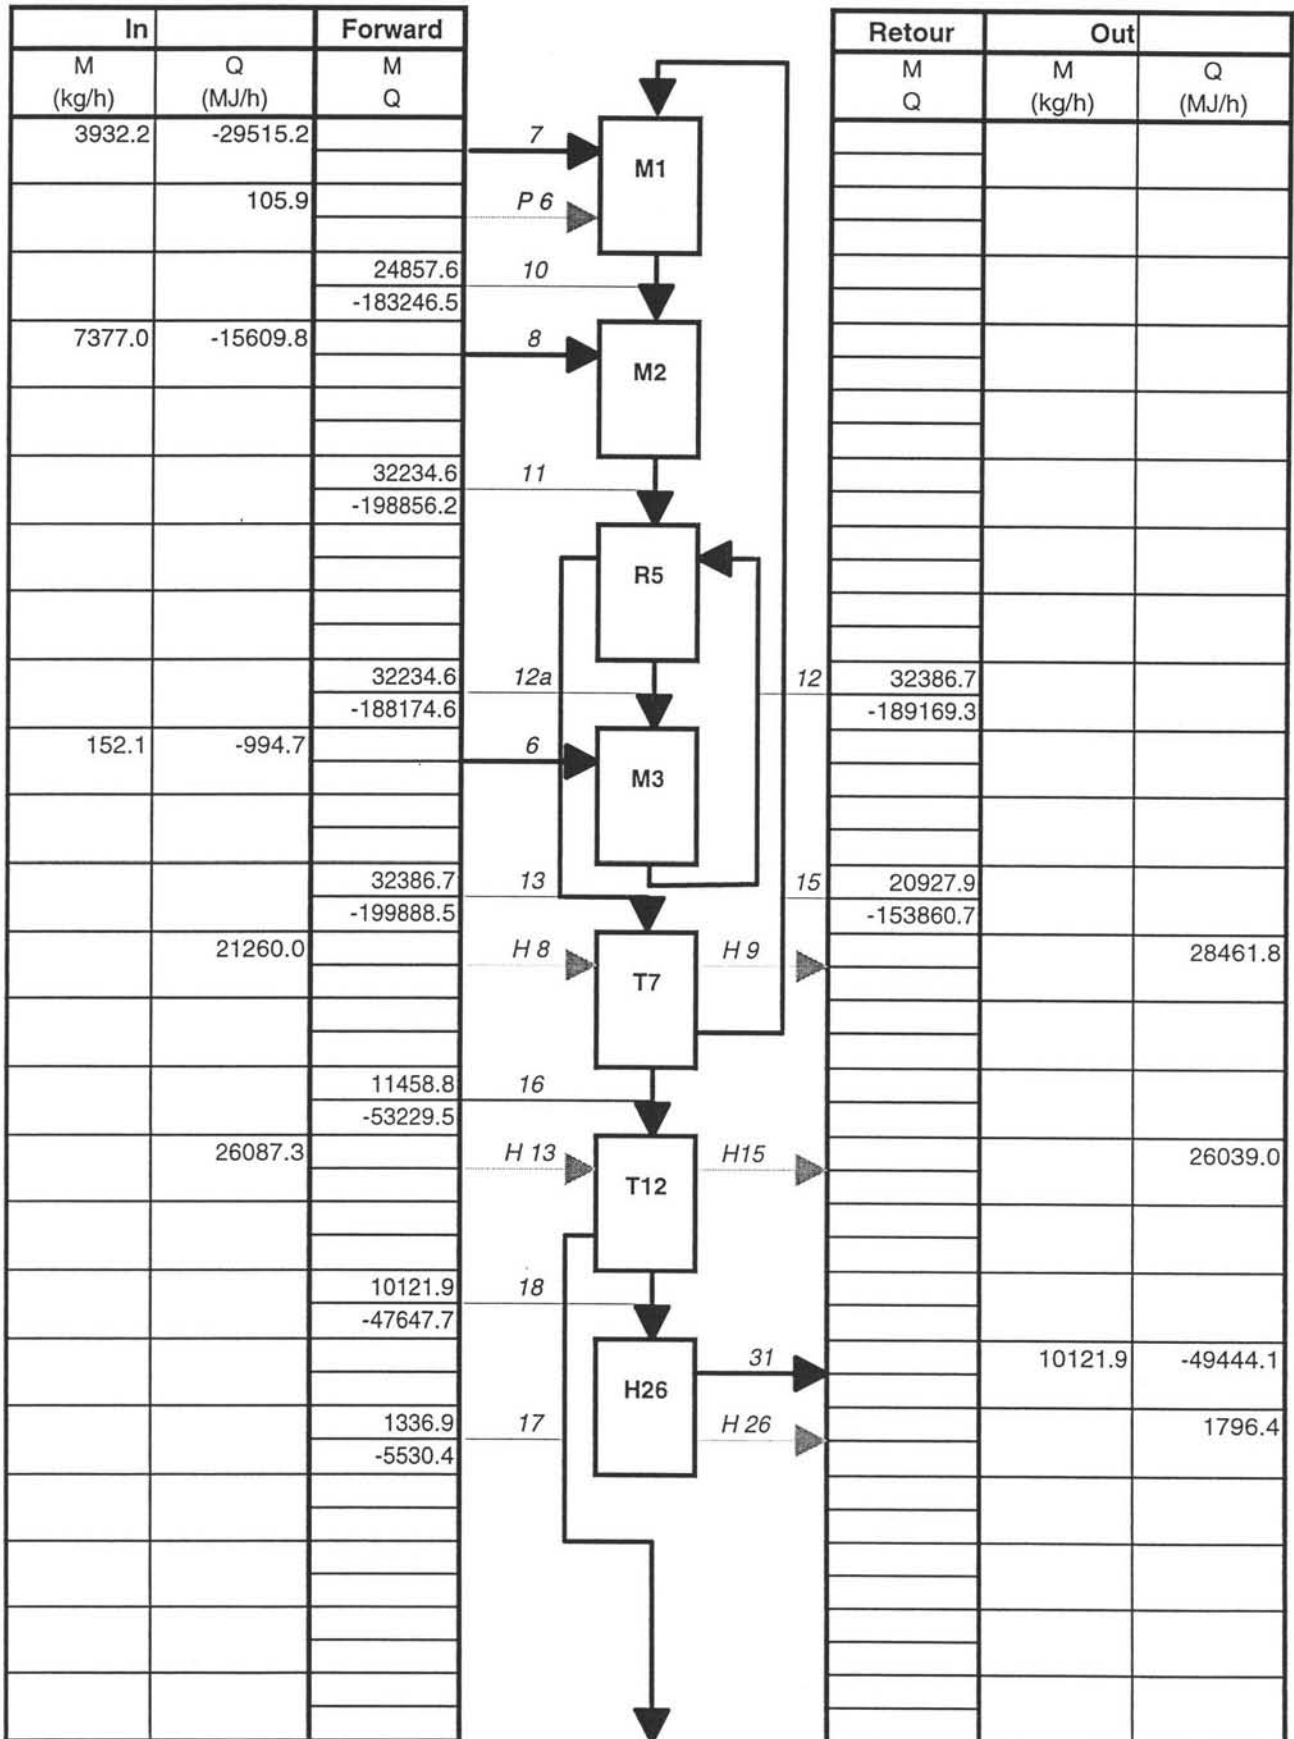 In Forward Retour Out
M Q M M M Q
(kg/h) (MJ/h) Q Q (kg/h) (MJ/h)
3932.2 -29515.2 7
M1
105.9 P 6
24857.6 10
-183246.5
7377.0 -15609.8 8
M2
32234.6 11
-198856.2
R5
32234.6 12a 12 32386.7
-188174.6 -189169.3
152.1 -994.7 6
M3
32386.7 13 15 20927.9
-199888.5 -153860.7
21260.0 H 8 H 9 28461.8
T7
11458.8 16
-53229.5
26087.3 H 13 H15 26039.0
T12
10121.9 18
-47647.7
31 10121.9 -49444.1
H26
1336.9 17 H 26 1796.4
-5530.4